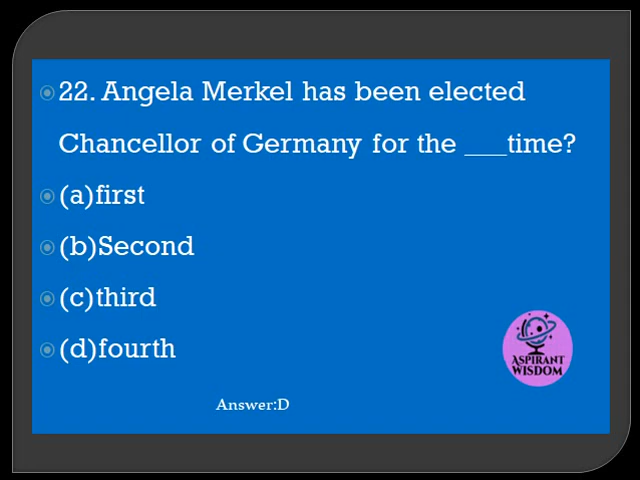 22. Angela Merkel has been elected
Chancellor of Germany for the ___time?
(a)first
(b)Second
(c)third
(d)fourth
ASPIRANT
WISDOM
Answer:D